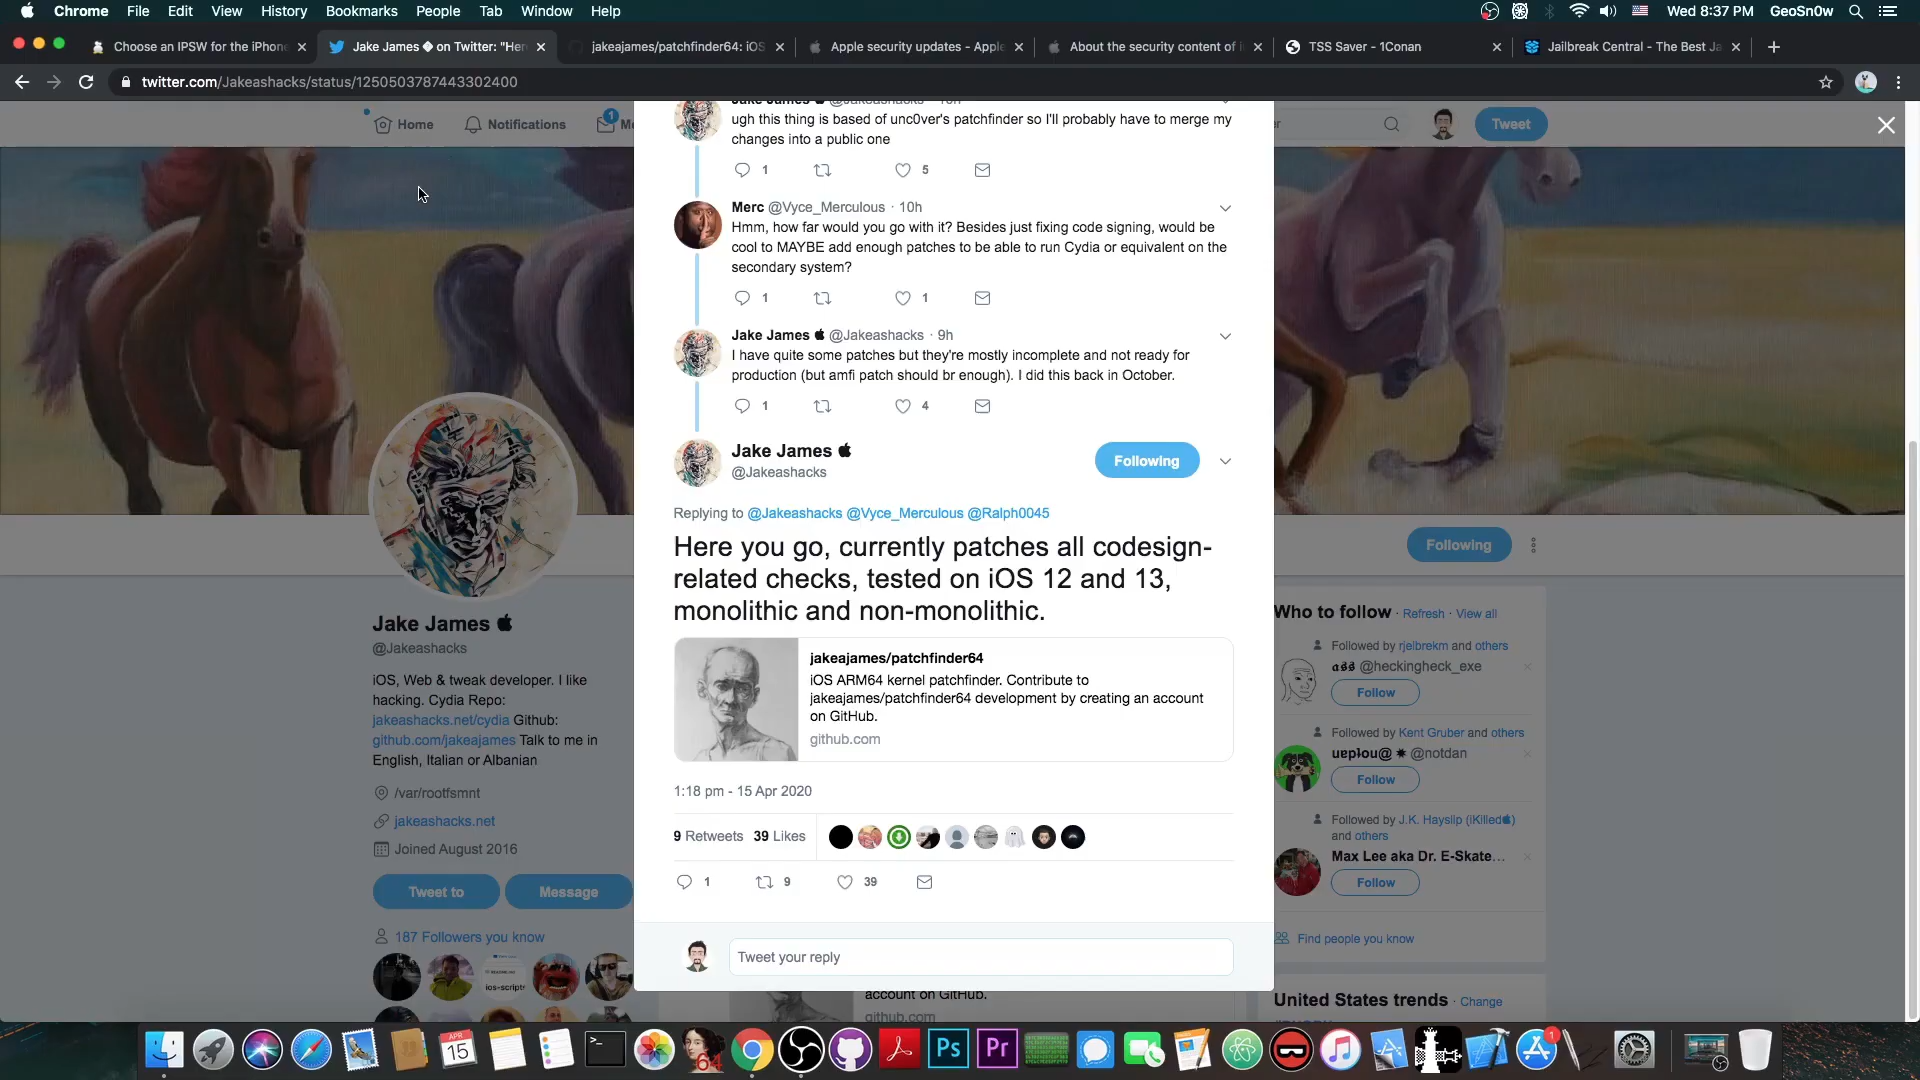 Chrome File Edit View History Bookmarks People Tab Window Help
Wed 8:37 PM GeoSn0w
Choose an IPSW for the iPhone
Jake James on Twitter: "Her
jakeajames/patchfinder64: iOS
Apple security updates - Apple
About the security content of i
TSS Saver - 1Conan
Jailbreak Central - The Best Ja
twitter.com/Jakeashacks/status/1250503787443302400
Home
Notifications
1
Tweet
ugh this thing is based of unc0ver's patchfinder so I'll probably have to merge my
changes into a public one
1 5
Merc @Vyce_Merculous · 10h
Hmm, how far would you go with it? Besides just fixing code signing, would be
cool to MAYBE add enough patches to be able to run Cydia or equivalent on the
secondary system?
1 1
Jake James @Jakeashacks · 9h
I have quite some patches but they're mostly incomplete and not ready for
production (but amfi patch should br enough). I did this back in October.
1 4
Jake James
@Jakeashacks
Following
Replying to @Jakeashacks @Vyce_Merculous @Ralph0045
Here you go, currently patches all codesign-
related checks, tested on iOS 12 and 13,
monolithic and non-monolithic.
jakeajames/patchfinder64
iOS ARM64 kernel patchfinder. Contribute to
jakeajames/patchfinder64 development by creating an account
on GitHub.
github.com
1:18 pm - 15 Apr 2020
9 Retweets 39 Likes
1 9 39
Tweet your reply
account on GitHub.
github.com
Jake James
@Jakeashacks
iOS, Web & tweak developer. I like
hacking. Cydia Repo:
jakeashacks.net/cydia Github:
github.com/jakeajames Talk to me in
English, Italian or Albanian
/var/rootfsmnt
jakeashacks.net
Joined August 2016
Tweet to
Message
187 Followers you know
ios-script
Following
Who to follow · Refresh · View all
Followed by rjelbrekm and others
@heckingheck_exe
Follow
Followed by Kent Gruber and others
@notdan
Follow
Followed by J.K. Hayslip (iKilled)
and others
Max Lee aka Dr. E-Skate...
Follow
Find people you know
United States trends · Change
APR
15
64
Ps
Pr
1